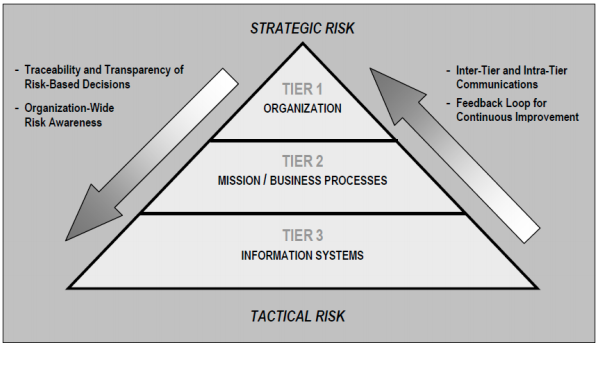 STRATEGIC RISK
- Traceability and Transparency of
Risk-Based Decisions
- Organization-Wide
Risk Awareness
- Inter-Tier and Intra-Tier
Communications
- Feedback Loop for
Continuous Improvement
TIER 1
ORGANIZATION
TIER 2
MISSION / BUSINESS PROCESSES
TIER 3
INFORMATION SYSTEMS
TACTICAL RISK